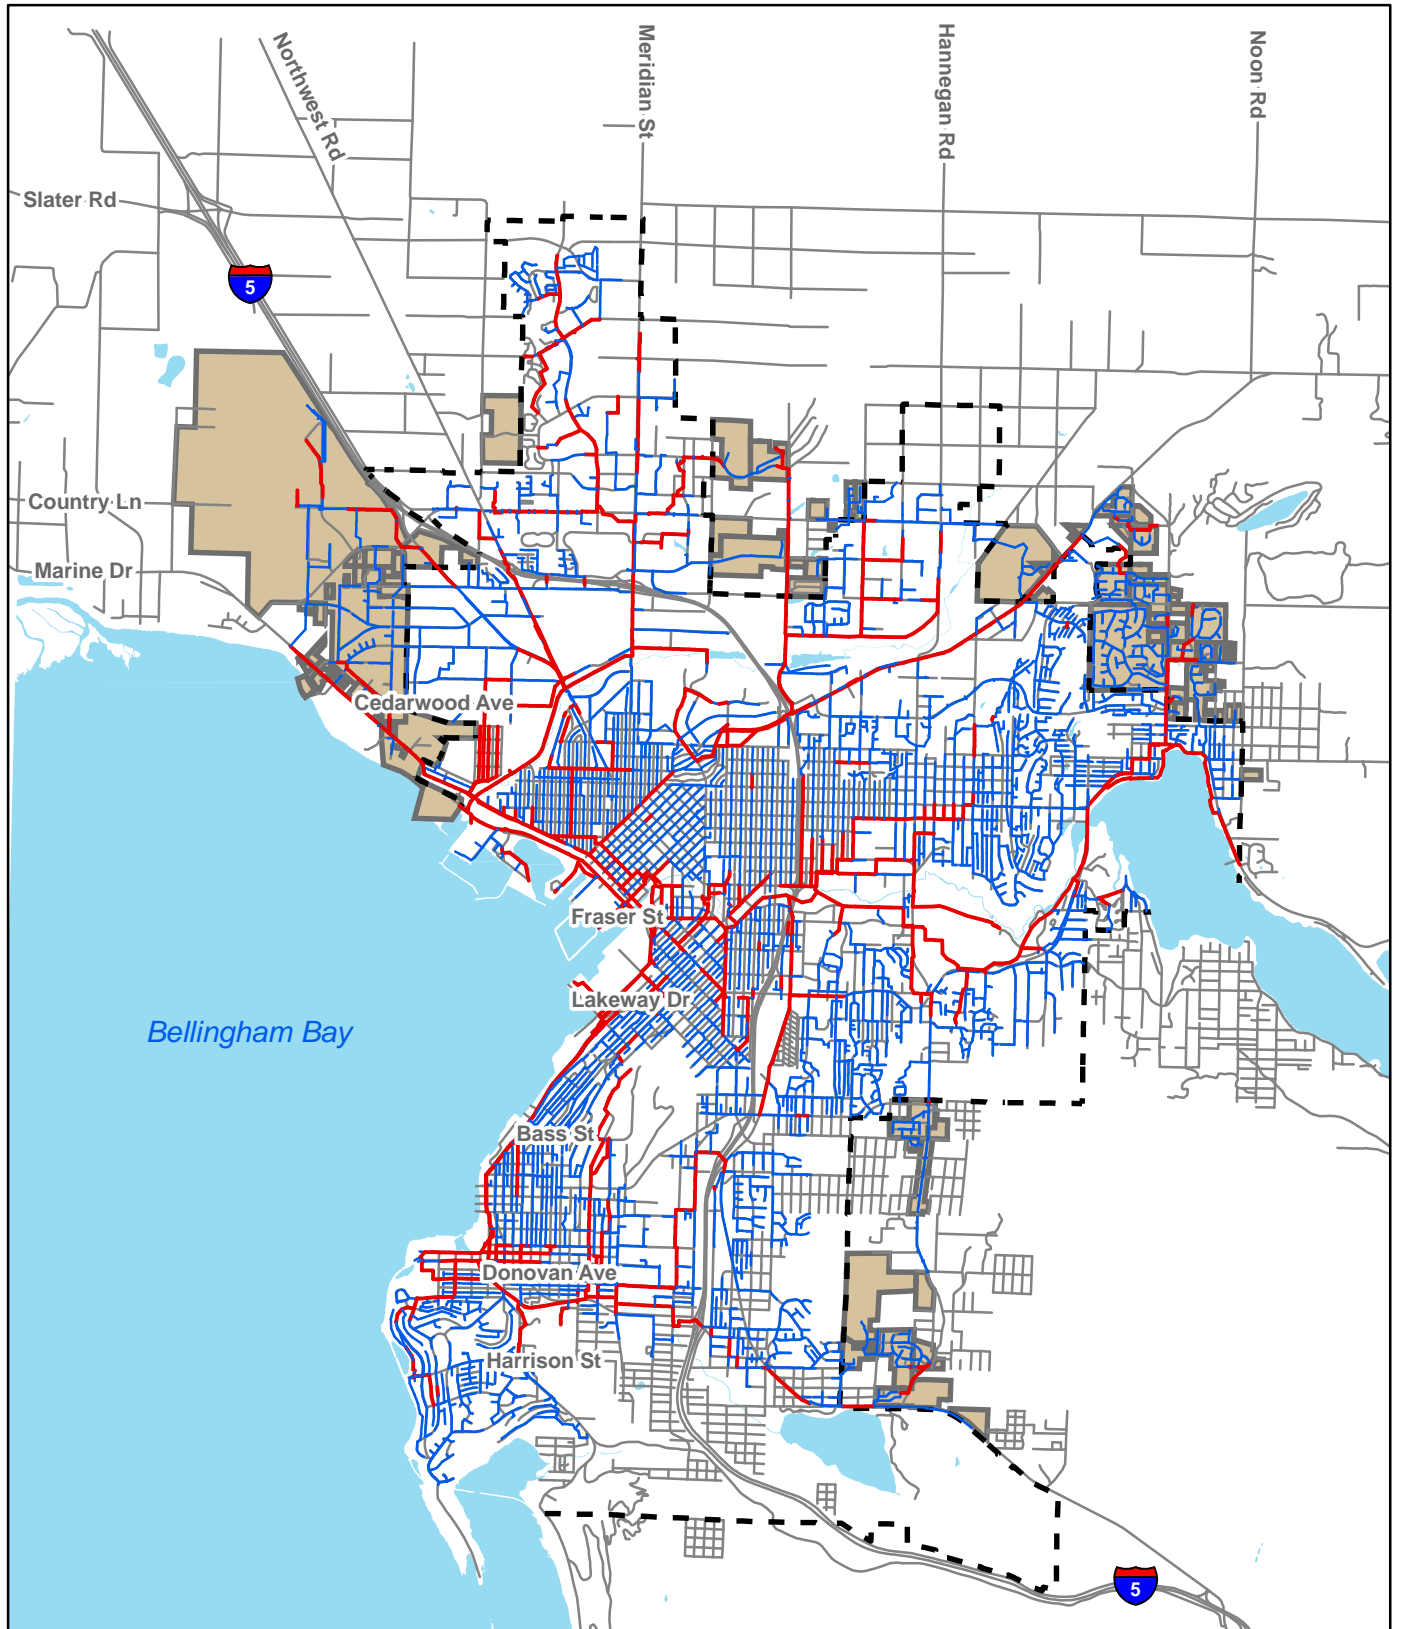 Northwest Rd
Meridian St
Hannegan Rd
Noon Rd
Slater Rd
5
Country Ln
Marine Dr
Cedarwood Ave
Fraser St
Lakeway Dr
Bellingham Bay
Bass St
Donovan Ave
Harrison St
5